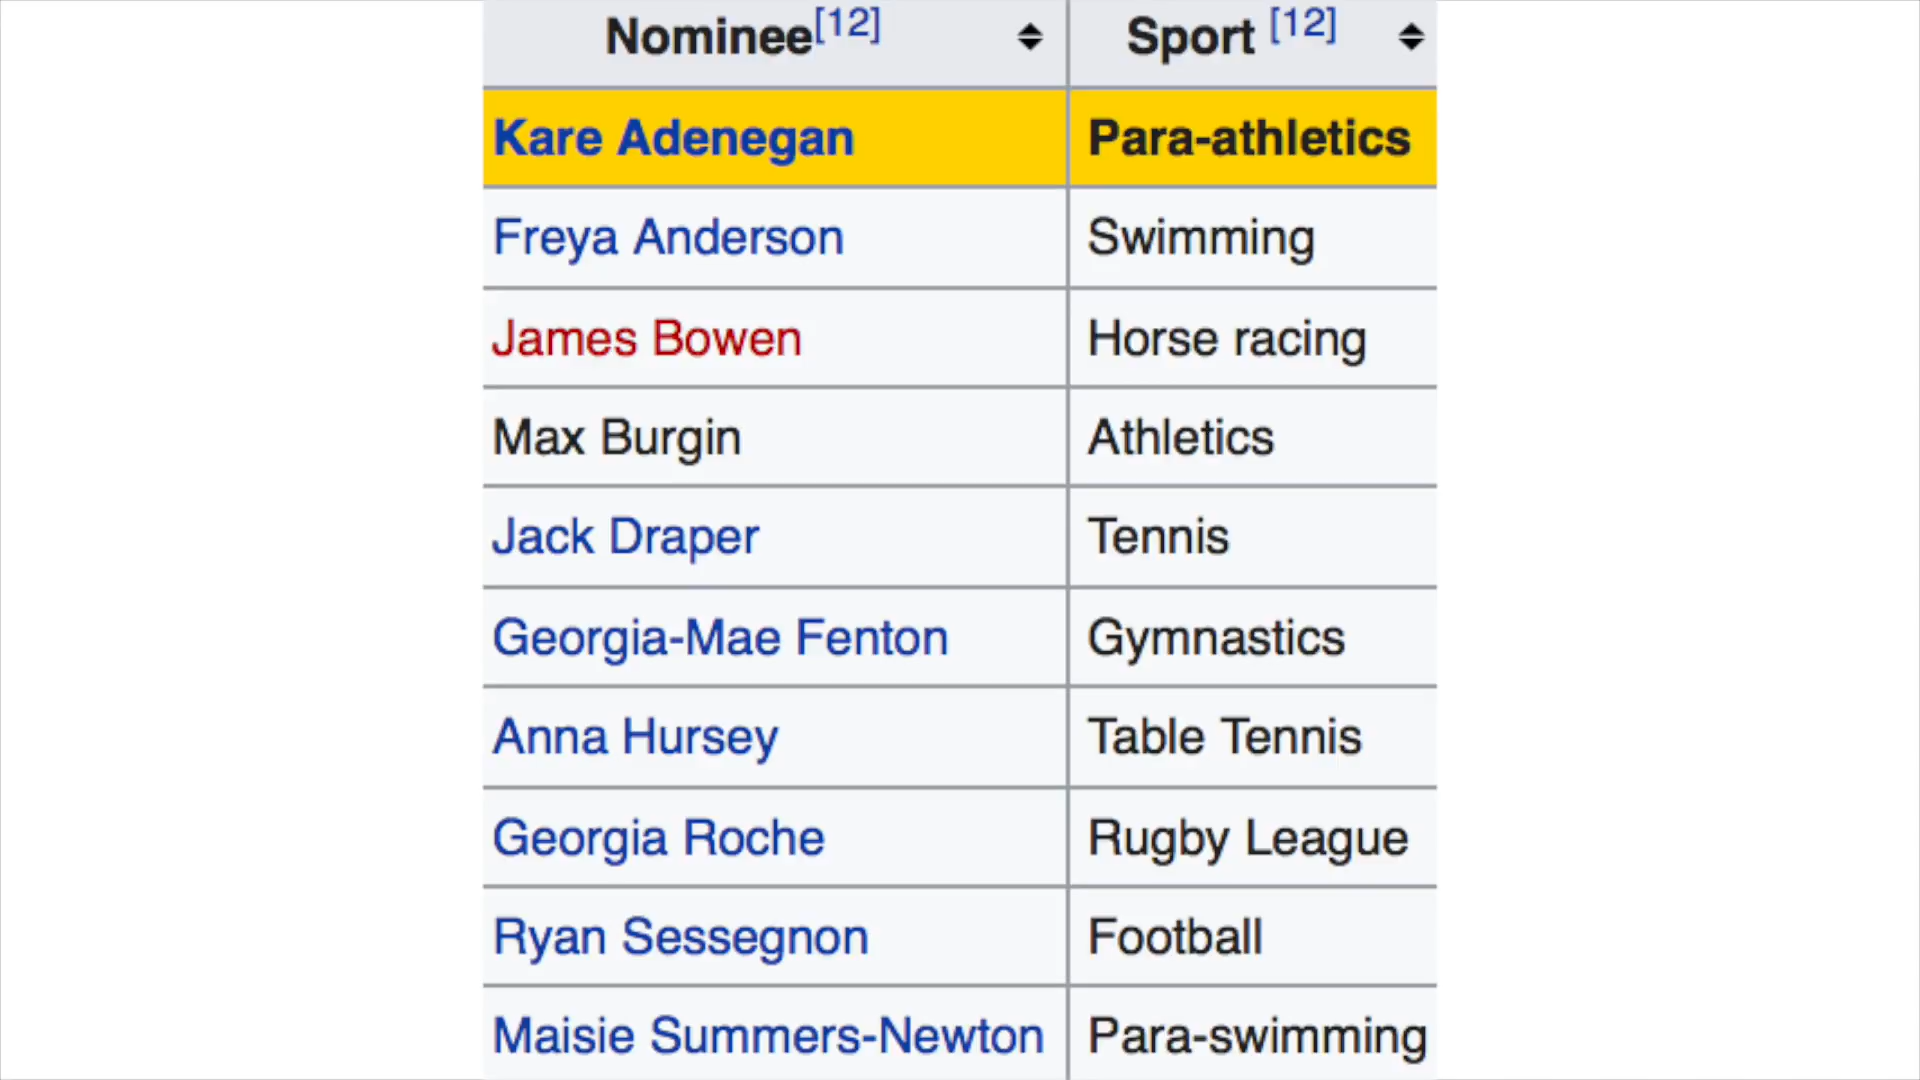 Nominee[12] Sport [12]
Kare Adenegan Para-athletics
Freya Anderson Swimming
James Bowen Horse racing
Max Burgin Athletics
Jack Draper Tennis
Georgia-Mae Fenton Gymnastics
Anna Hursey Table Tennis
Georgia Roche Rugby League
Ryan Sessegnon Football
Maisie Summers-Newton Para-swimming